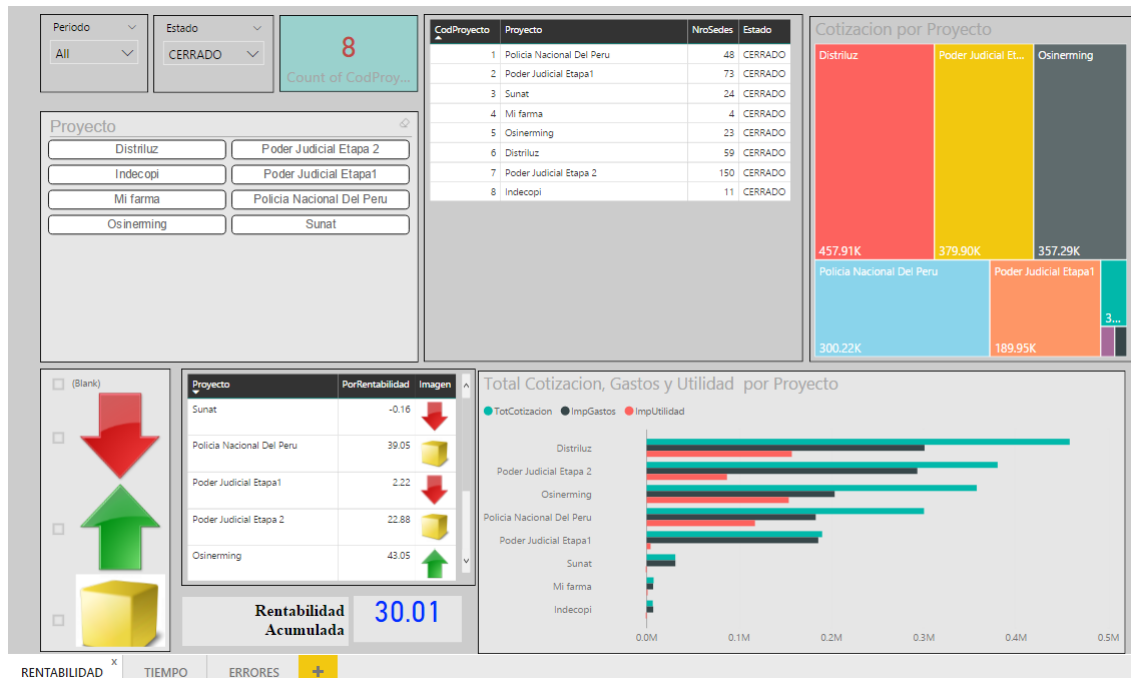 Periodo
All
Estado
CERRADO
8
Count of CodProy...
CodProyecto Proyecto NroSedes Estado
1 Policia Nacional Del Peru 48 CERRADO
2 Poder Judicial Etapa1 73 CERRADO
3 Sunat 24 CERRADO
4 Mi farma 4 CERRADO
5 Osinerming 23 CERRADO
6 Distriluz 59 CERRADO
7 Poder Judicial Etapa 2 150 CERRADO
8 Indecopi 11 CERRADO
Cotizacion por Proyecto
Distriluz
457.91K
Poder Judicial Et...
379.90K
Osinerming
357.29K
Policia Nacional Del Peru
300.22K
Poder Judicial Etapa1
189.95K
3...
Proyecto
Distriluz Poder Judicial Etapa 2
Indecopi Poder Judicial Etapa1
Mi farma Policia Nacional Del Peru
Osinerming Sunat
(Blank)
Proyecto PorRentabilidad Imagen
Sunat -0.16
Policia Nacional Del Peru 39.05
Poder Judicial Etapa1 2.22
Poder Judicial Etapa 2 22.88
Osinerming 43.05
Rentabilidad
Acumulada
30.01
Total Cotizacion, Gastos y Utilidad por Proyecto
TotCotizacion ImpGastos ImpUtilidad
Distriluz
Poder Judicial Etapa 2
Osinerming
Policia Nacional Del Peru
Poder Judicial Etapa1
Sunat
Mi farma
Indecopi
0.0M 0.1M 0.2M 0.3M 0.4M 0.5M
RENTABILIDAD x TIEMPO ERRORES +